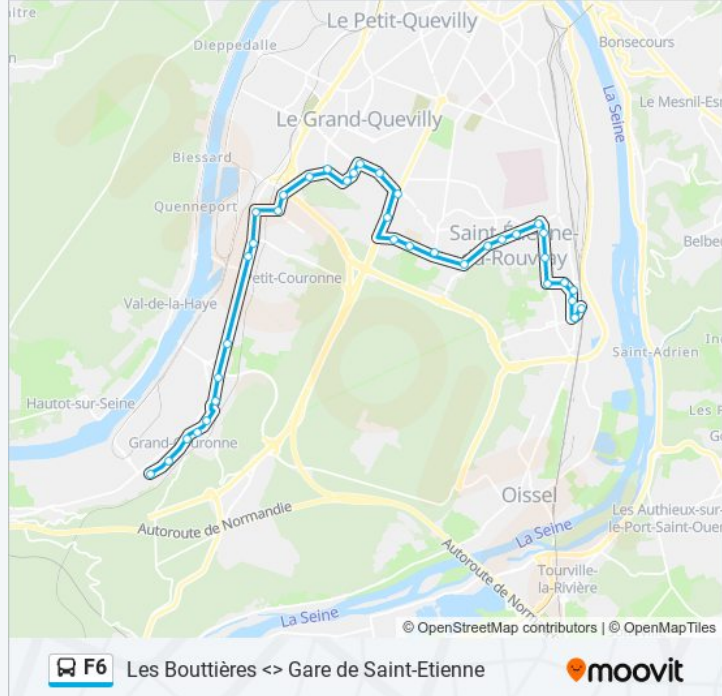 aître
Le Petit-Quevilly
Dieppedalle
Bonsecours
La Seine
Le Mesnil-Esn
Le Grand-Quevilly
Biessard
Quenneport
Saint-Étienne-
du-Rouvray
Belbeu
Petit-Couronne
Val-de-la-Haye
Saint-Adrien
Hautot-sur-Seine
Les F
Grand-Couronne
Oissel
Autoroute de Normandie
Les Authieux-sur-
le-Port-Saint-Ouen
La Seine
Autoroute de Norm
Tourville-
la-Rivière
La Seine
© OpenStreetMap contributors | © OpenMapTiles
F6
Les Bouttières <> Gare de Saint-Etienne
moovit